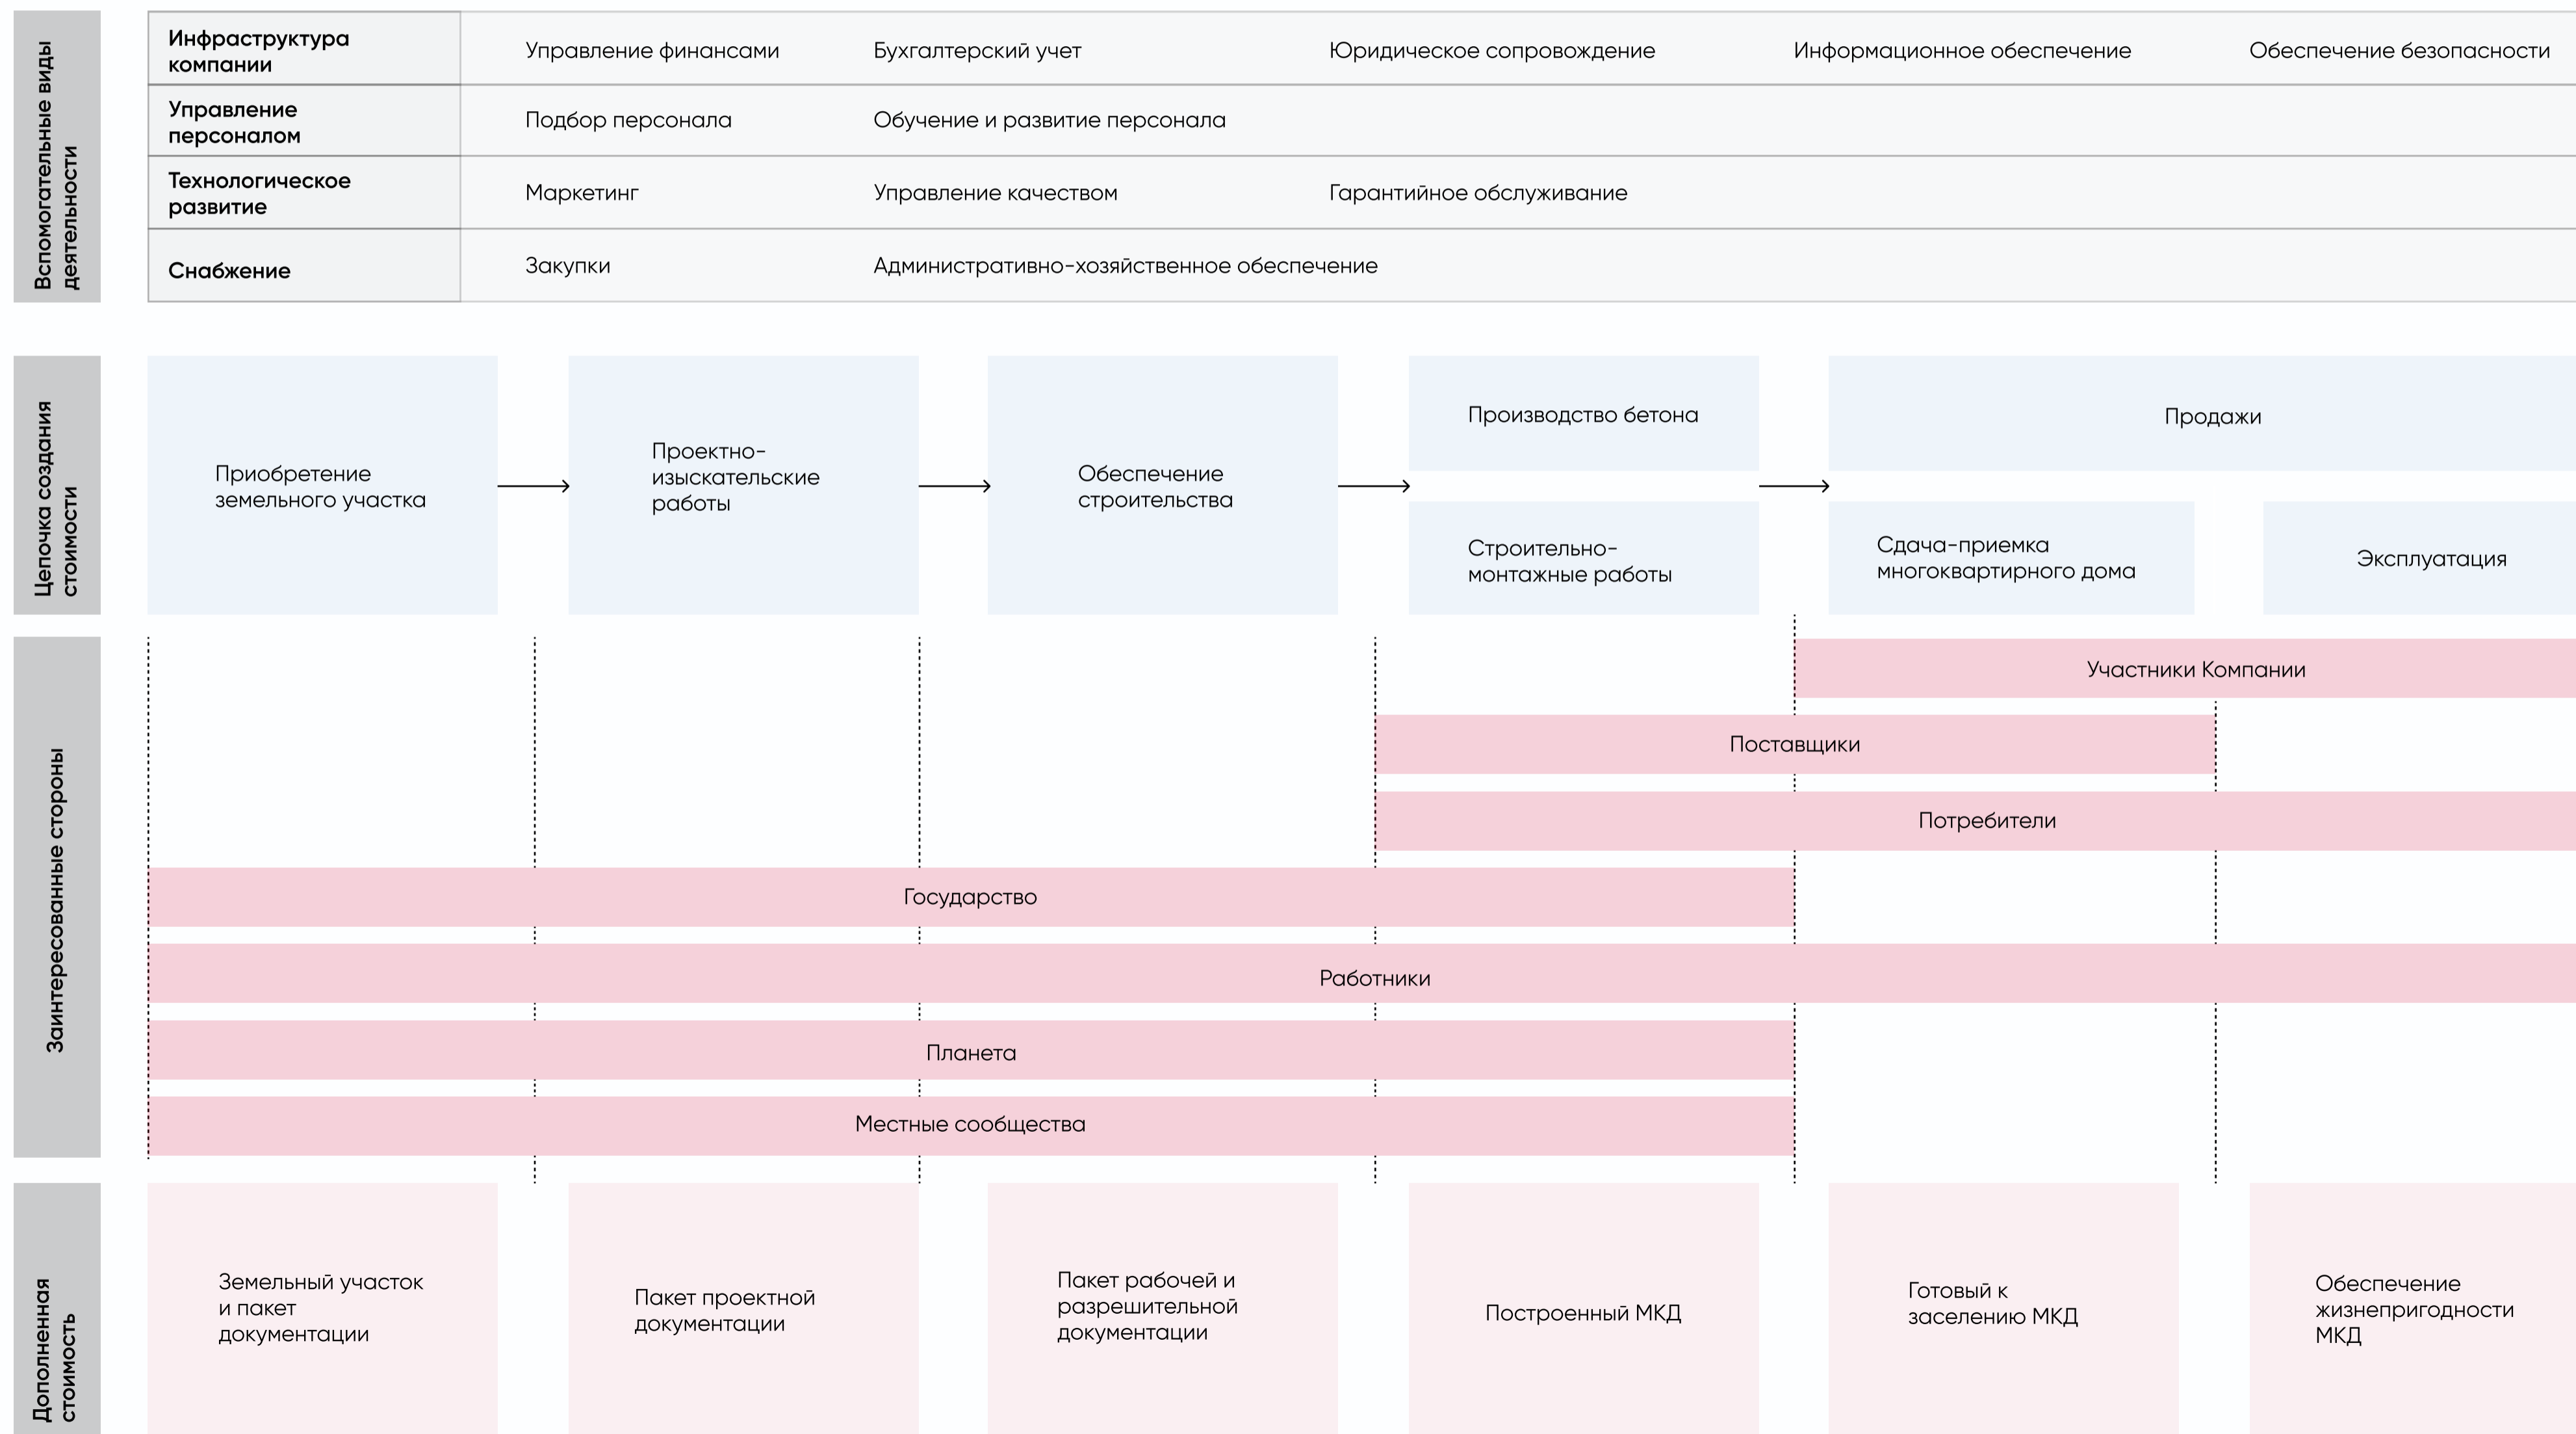 Вспомогательные виды
деятельности
Инфраструктура
компании
Управление финансами
Бухгалтерский учет
Юридическое сопровождение
Информационное обеспечение
Обеспечение безопасности
Управление
персоналом
Подбор персонала
Обучение и развитие персонала
Технологическое
развитие
Маркетинг
Управление качеством
Гарантийное обслуживание
Снабжение
Закупки
Административно-хозяйственное обеспечение
Цепочка создания
стоимости
Приобретение
земельного участка
Проектно-
изыскательские
работы
Обеспечение
строительства
Производство бетона
Строительно-
монтажные работы
Продажи
Сдача-приемка
многоквартирного дома
Эксплуатация
Заинтересованные стороны
Участники Компании
Поставщики
Потребители
Государство
Работники
Планета
Местные сообщества
Дополненная
стоимость
Земельный участок
и пакет
документации
Пакет проектной
документации
Пакет рабочей и
разрешительной
документации
Построенный МКД
Готовый к
заселению МКД
Обеспечение
жизнепригодности
МКД